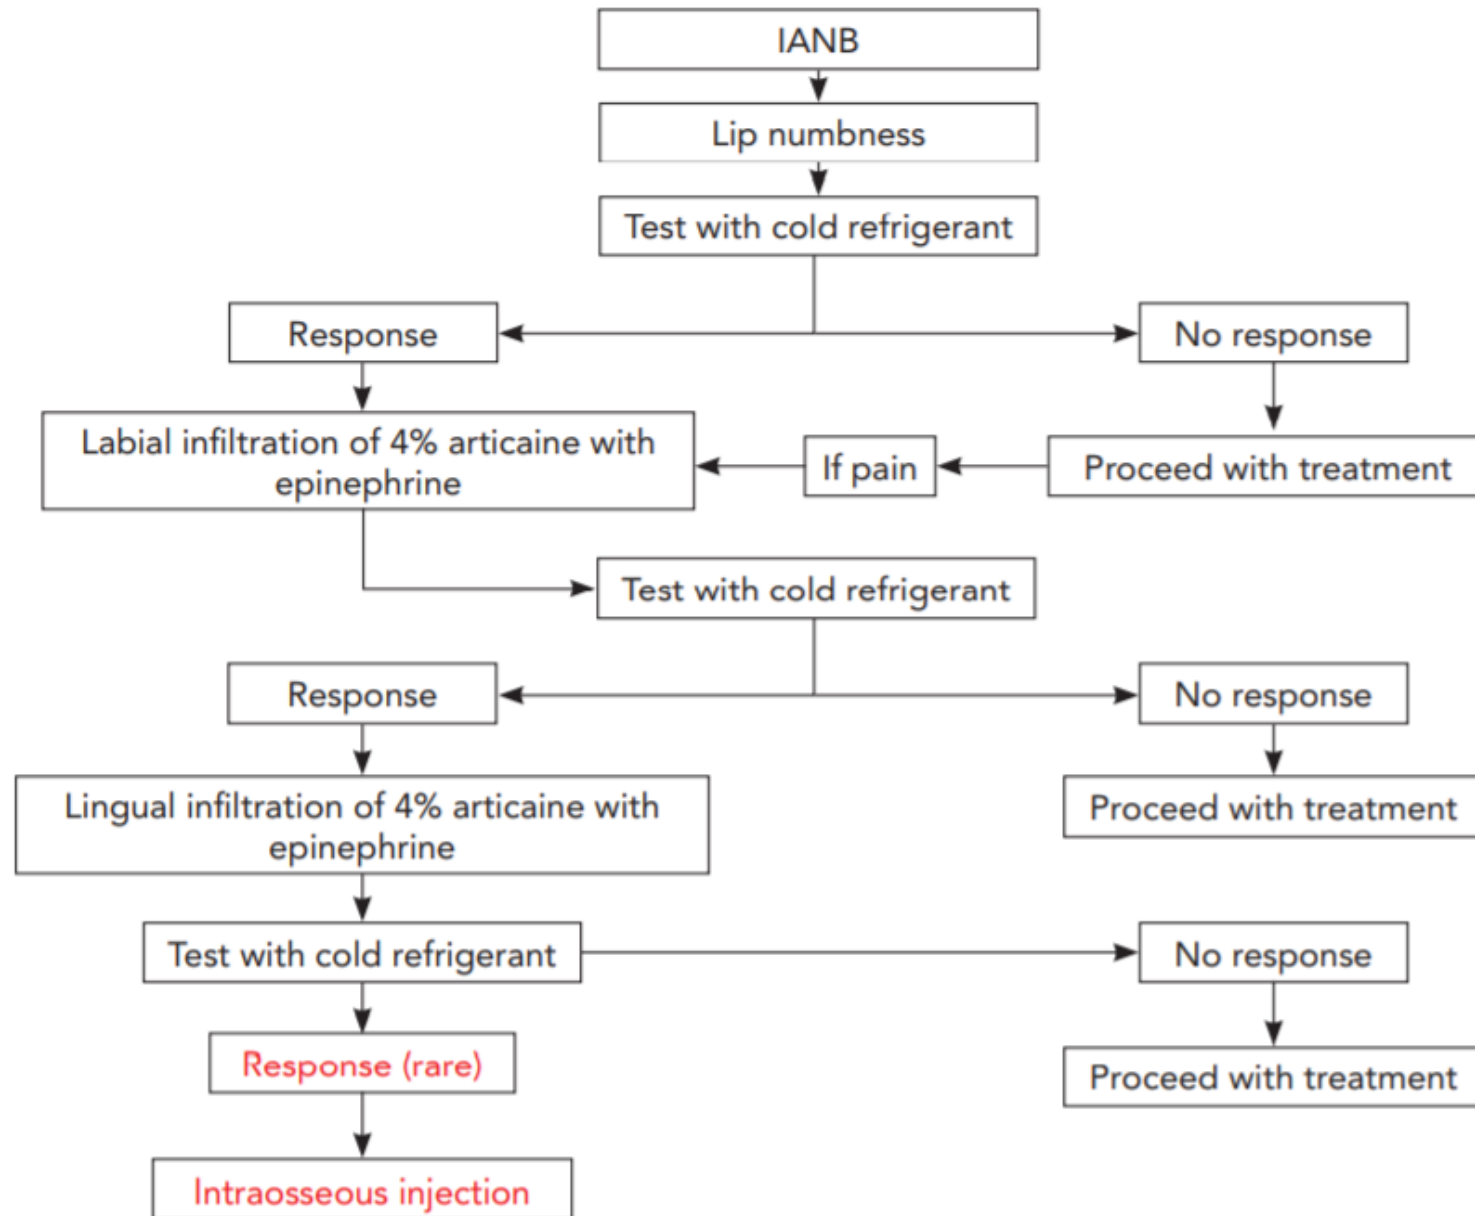 IANB
Lip numbness
Test with cold refrigerant
Response
No response
Labial infiltration of 4% articaine with
epinephrine
If pain
Proceed with treatment
Test with cold refrigerant
Response
No response
Lingual infiltration of 4% articaine with
epinephrine
Proceed with treatment
Test with cold refrigerant
No response
Response (rare)
Proceed with treatment
Intraosseous injection